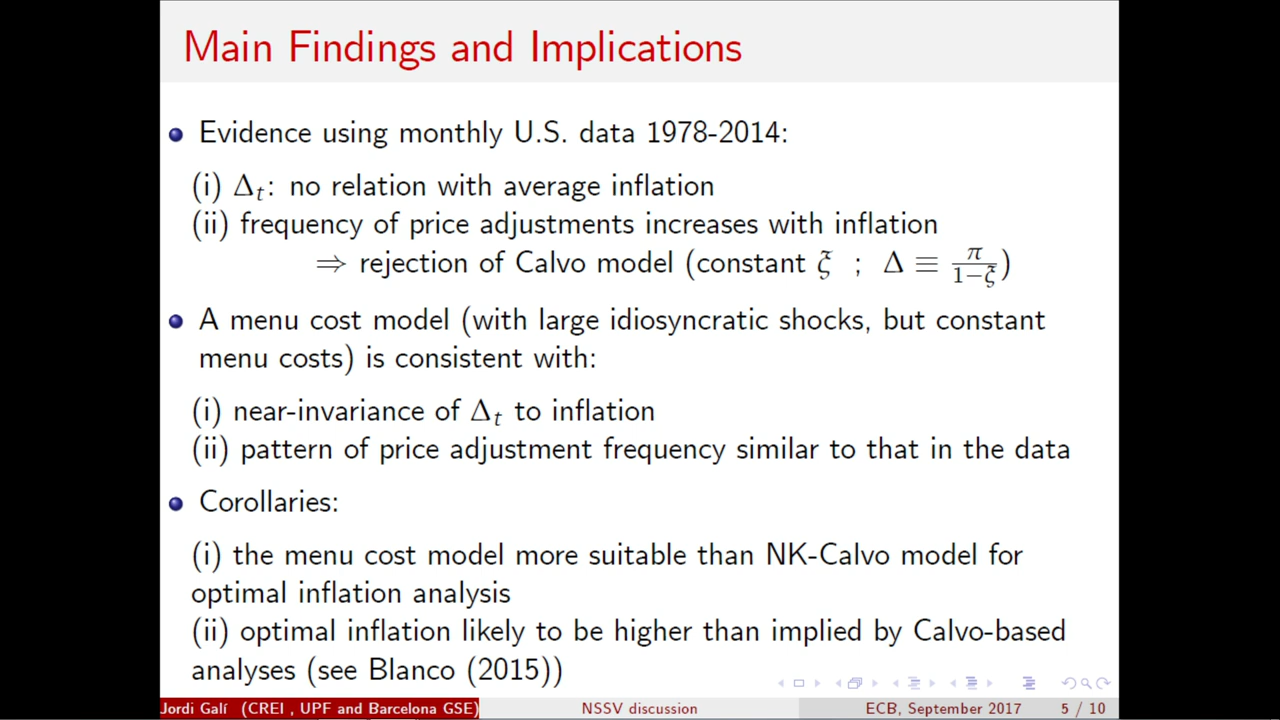 Main Findings and Implications
Evidence using monthly U.S. data 1978-2014:
(i) Δt: no relation with average inflation
(ii) frequency of price adjustments increases with inflation
⇒ rejection of Calvo model (constant ξ ; Δ ≡ π/(1−ξ))
A menu cost model (with large idiosyncratic shocks, but constant
menu costs) is consistent with:
(i) near-invariance of Δt to inflation
(ii) pattern of price adjustment frequency similar to that in the data
Corollaries:
(i) the menu cost model more suitable than NK-Calvo model for
optimal inflation analysis
(ii) optimal inflation likely to be higher than implied by Calvo-based
analyses (see Blanco (2015))
Jordi Galí (CREI , UPF and Barcelona GSE) NSSV discussion ECB, September 2017 5 / 10